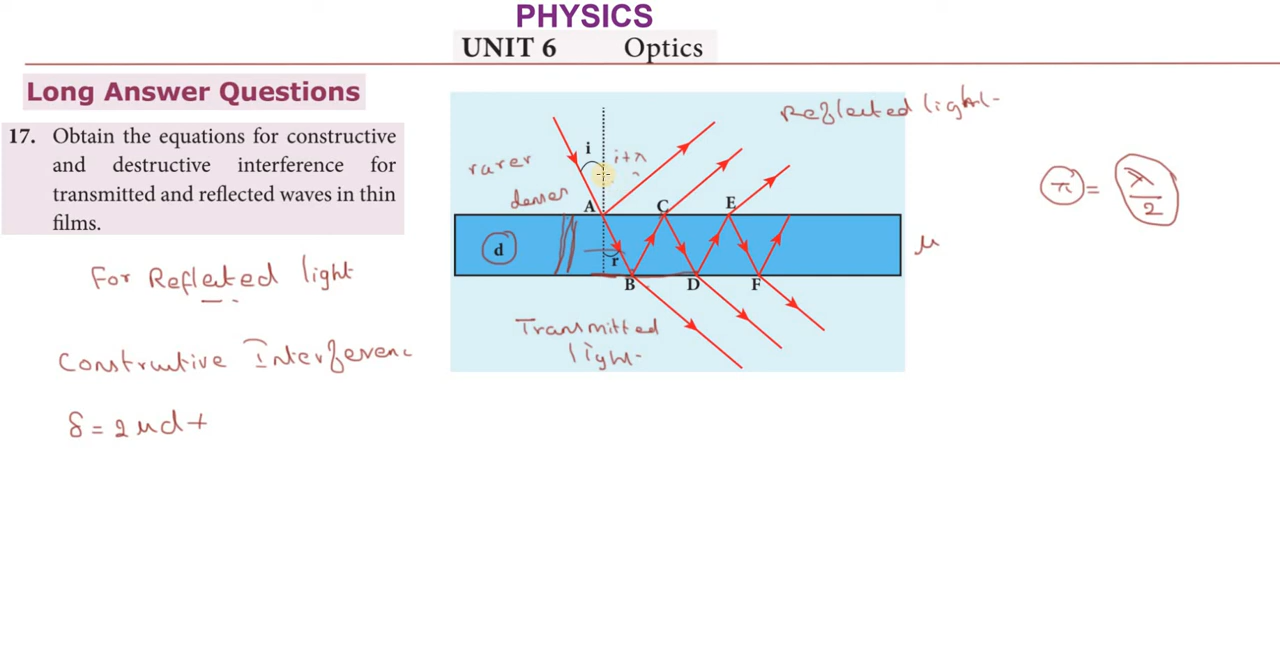 PHYSICS
UNIT 6 Optics
Long Answer Questions
17. Obtain the equations for constructive
and destructive interference for
transmitted and reflected waves in thin
films.
For Reflected light
Constructive Interferenc
δ = 2μd+
Reflected light
rarer
denser
i
i+π
A
C
E
d
r
μ
B
D
F
Transmitted
light
π = λ/2